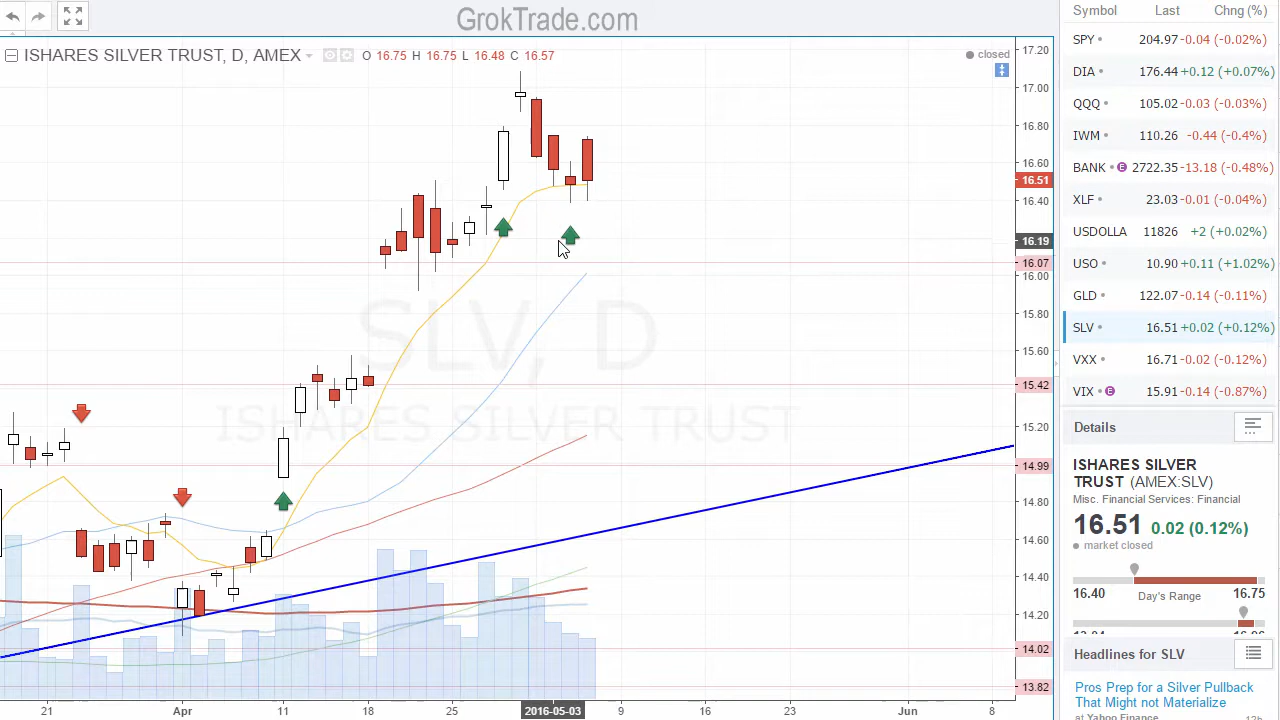 GrokTrade.com
ISHARES SILVER TRUST, D, AMEX O 16.75 H 16.75 L 16.48 C 16.57
closed
17.20
17.00
16.80
16.60
16.51
16.40
16.19
16.07
16.00
15.80
15.60
15.42
15.20
14.99
14.80
14.60
14.40
14.20
14.02
13.82
SLV, D
ISHARES SILVER TRUST
21 Apr 11 18 25 2016-05-03 9 16 23 Jun 8
Symbol Last Chng (%)
SPY 204.97 -0.04 (-0.02%)
DIA 176.44 +0.12 (+0.07%)
QQQ 105.02 -0.03 (-0.03%)
IWM 110.26 -0.44 (-0.4%)
BANK E 2722.35 -13.18 (-0.48%)
XLF 23.03 -0.01 (-0.04%)
USDOLLA 11826 +2 (+0.02%)
USO 10.90 +0.11 (+1.02%)
GLD 122.07 -0.14 (-0.11%)
SLV 16.51 +0.02 (+0.12%)
VXX 16.71 -0.02 (-0.12%)
VIX E 15.91 -0.14 (-0.87%)
Details
ISHARES SILVER
TRUST (AMEX:SLV)
Misc. Financial Services: Financial
16.51 0.02 (0.12%)
market closed
16.40 Day's Range 16.75
Headlines for SLV
Pros Prep for a Silver Pullback
That Might not Materialize
at Yahoo Finance 12h